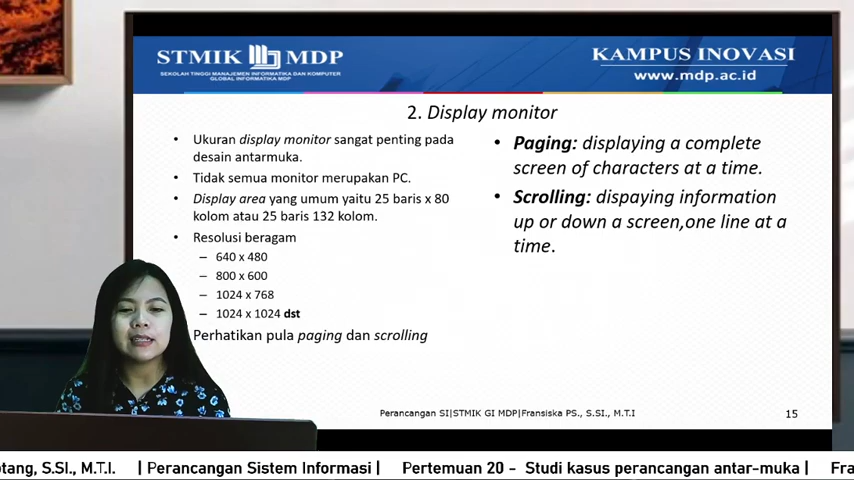 STMIK MDP
SEKOLAH TINGGI MANAJEMEN INFORMATIKA DAN KOMPUTER
GLOBAL INFORMATIKA MDP
KAMPUS INOVASI
www.mdp.ac.id
2. Display monitor
• Ukuran display monitor sangat penting pada
desain antarmuka.
• Tidak semua monitor merupakan PC.
• Display area yang umum yaitu 25 baris x 80
kolom atau 25 baris 132 kolom.
• Resolusi beragam
– 640 x 480
– 800 x 600
– 1024 x 768
– 1024 x 1024 dst
Perhatikan pula paging dan scrolling
• Paging: displaying a complete
screen of characters at a time.
• Scrolling: dispaying information
up or down a screen,one line at a
time.
Perancangan SI|STMIK GI MDP|Fransiska PS., S.SI., M.T.I
15
tang, S.SI., M.T.I. | Perancangan Sistem Informasi | Pertemuan 20 - Studi kasus perancangan antar-muka | Fra